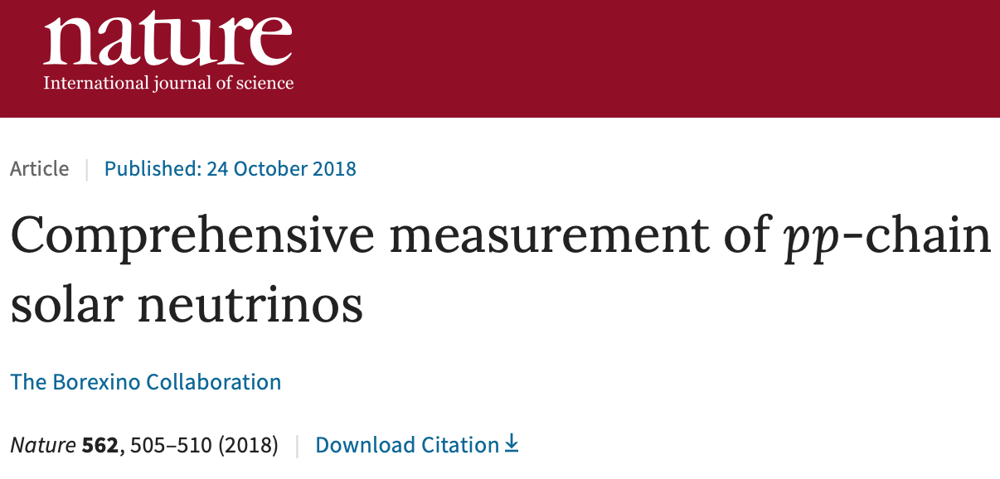 nature
International journal of science
Article | Published: 24 October 2018
Comprehensive measurement of pp-chain
solar neutrinos
The Borexino Collaboration
Nature 562, 505–510 (2018) | Download Citation